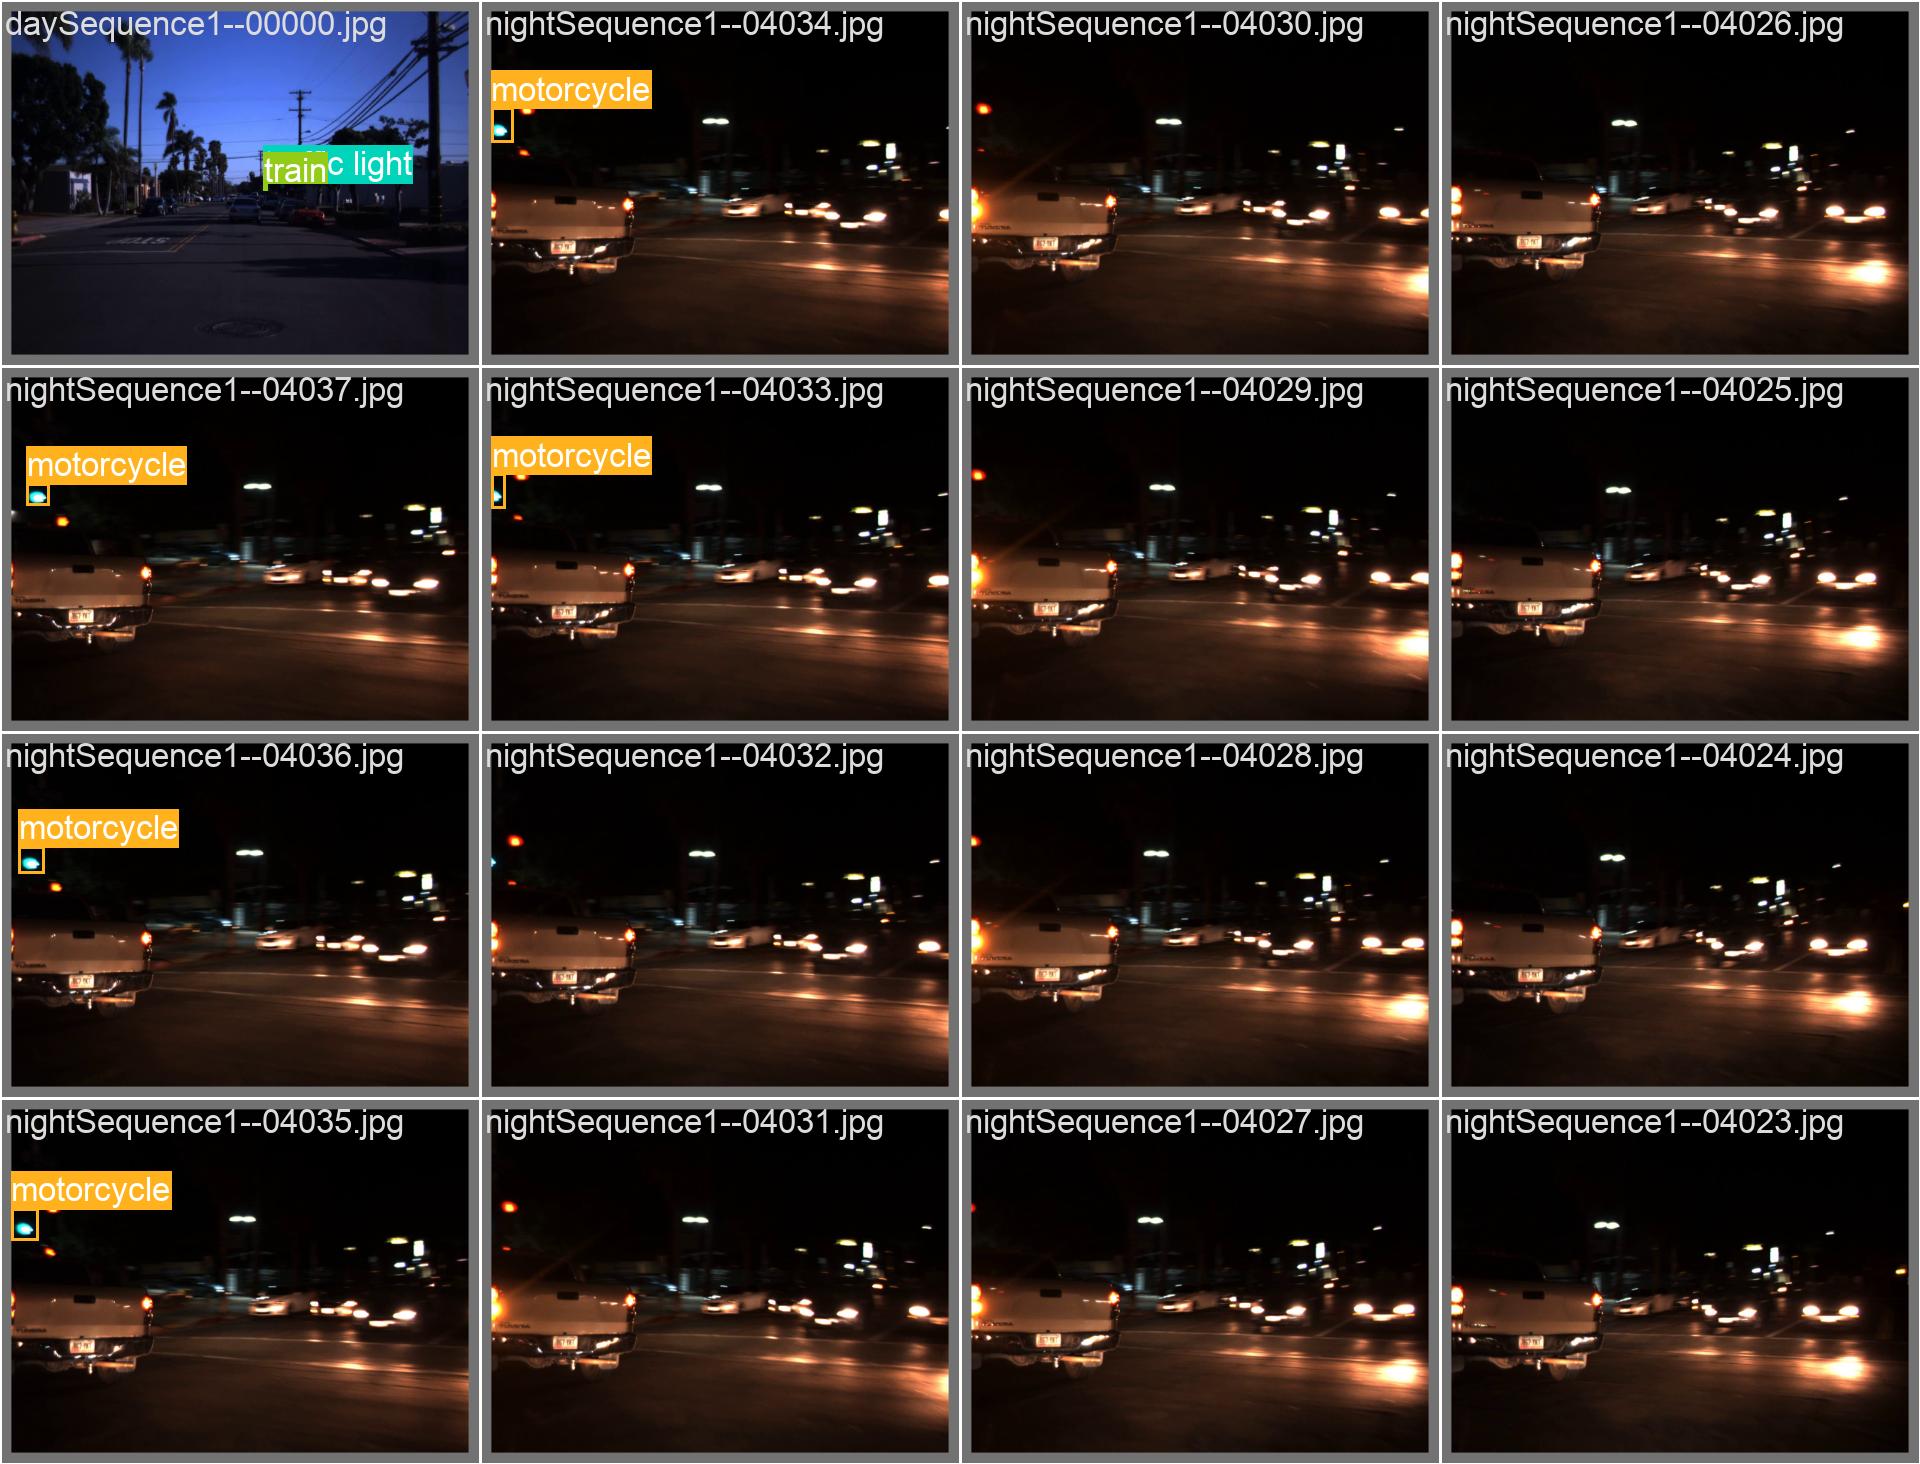 daySequence1--00000.jpg
nightSequence1--04034.jpg
nightSequence1--04030.jpg
nightSequence1--04026.jpg
train
c light
motorcycle
nightSequence1--04037.jpg
nightSequence1--04033.jpg
nightSequence1--04029.jpg
nightSequence1--04025.jpg
motorcycle
motorcycle
nightSequence1--04036.jpg
nightSequence1--04032.jpg
nightSequence1--04028.jpg
nightSequence1--04024.jpg
motorcycle
nightSequence1--04035.jpg
nightSequence1--04031.jpg
nightSequence1--04027.jpg
nightSequence1--04023.jpg
motorcycle